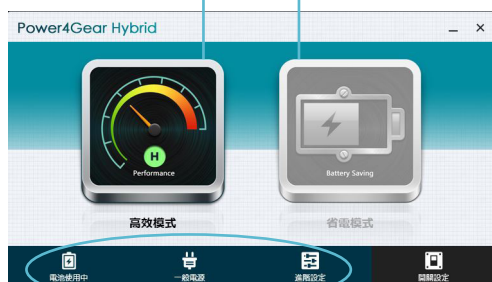 Power4Gear Hybrid
H
Performance
Battery Saving
高效模式
省電模式
電池使用中
一般電源
進階設定
開關設定